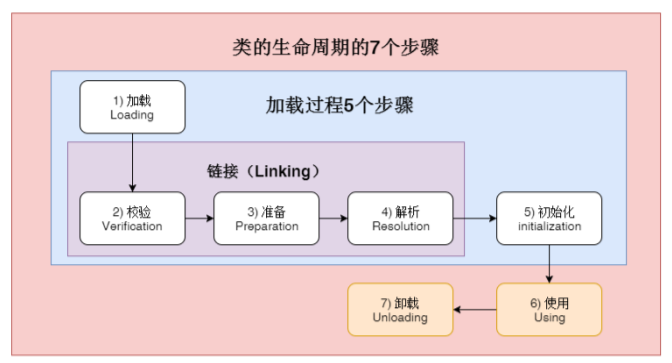 类的生命周期的7个步骤
加载过程5个步骤
1) 加载
Loading
链接（Linking）
2) 校验
Verification
3) 准备
Preparation
4) 解析
Resolution
5) 初始化
initialization
6) 使用
Using
7) 卸载
Unloading